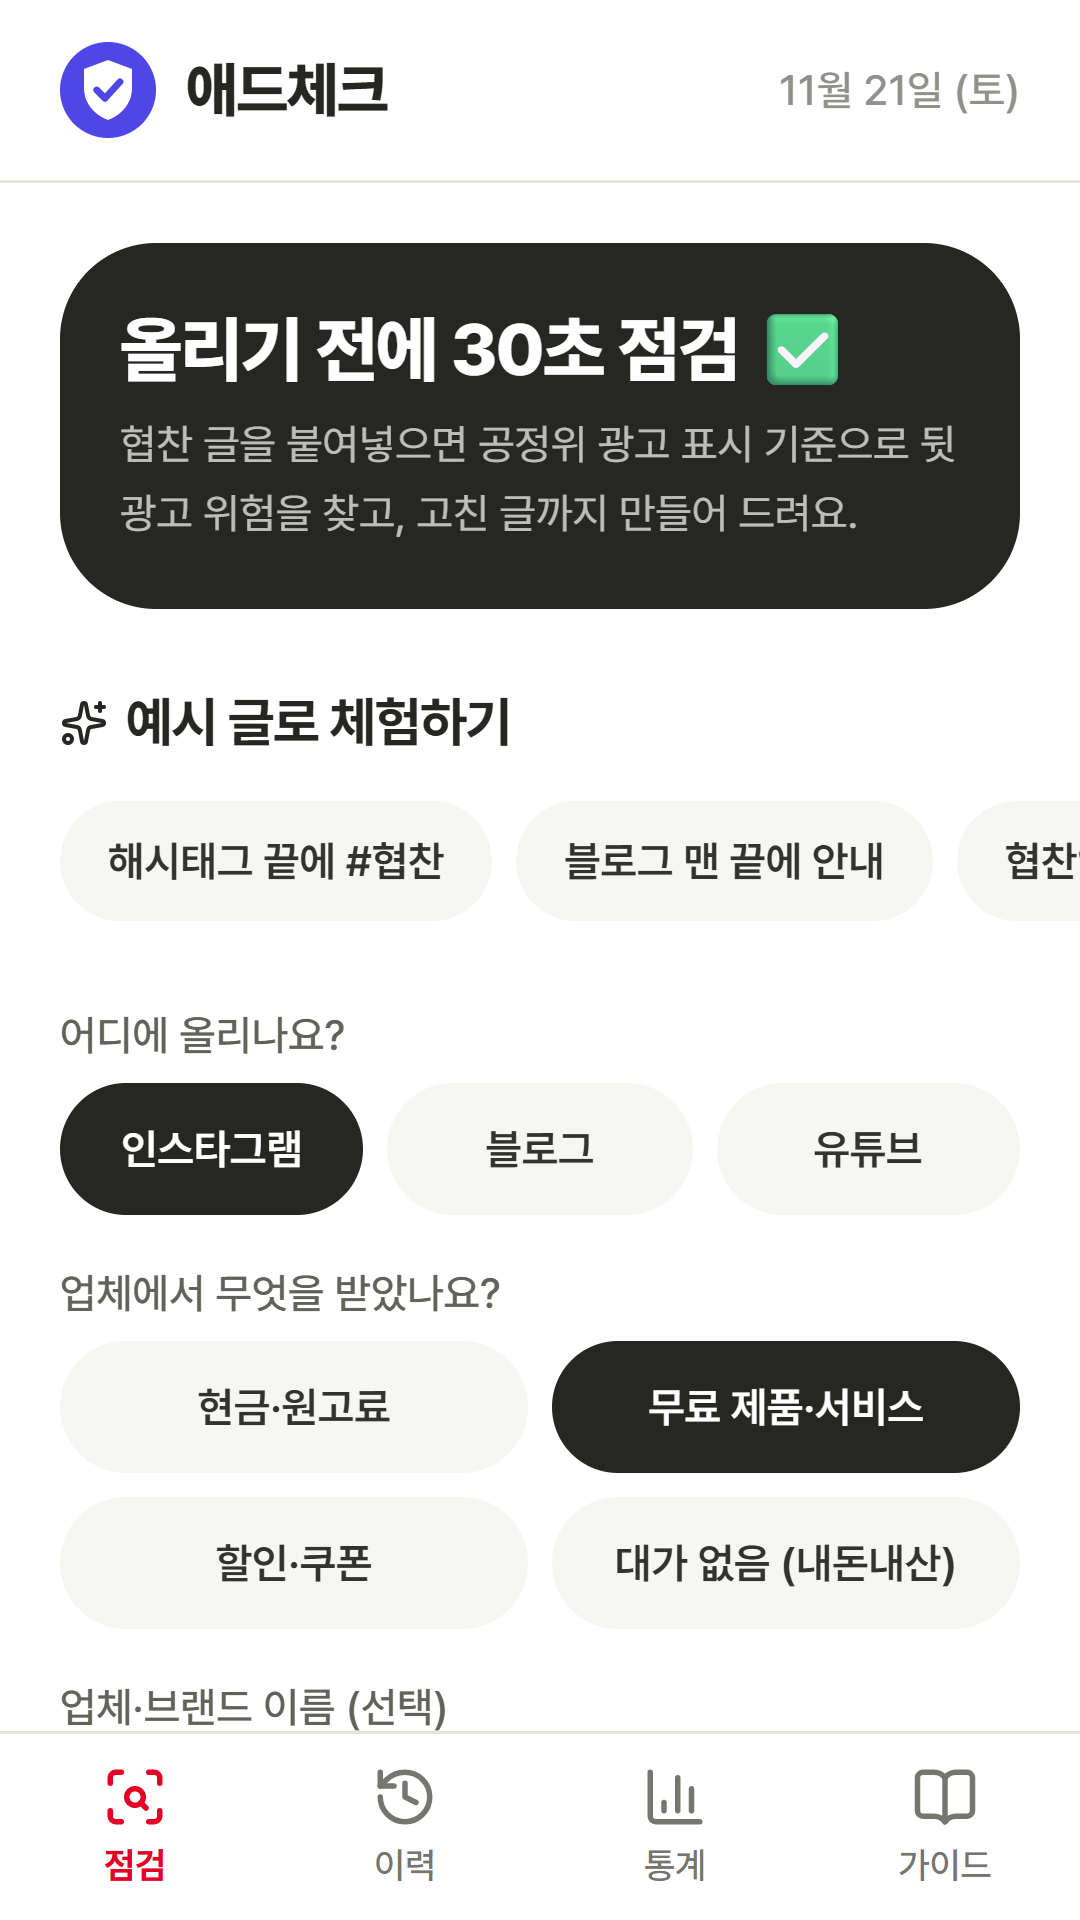 애드체크
11월 21일 (토)
올리기 전에 30초 점검 ✅
협찬 글을 붙여넣으면 공정위 광고 표시 기준으로 뒷
광고 위험을 찾고, 고친 글까지 만들어 드려요.
예시 글로 체험하기
해시태그 끝에 #협찬
블로그 맨 끝에 안내
협찬
어디에 올리나요?
인스타그램
블로그
유튜브
업체에서 무엇을 받았나요?
현금·원고료
무료 제품·서비스
할인·쿠폰
대가 없음 (내돈내산)
업체·브랜드 이름 (선택)
점검
이력
통계
가이드